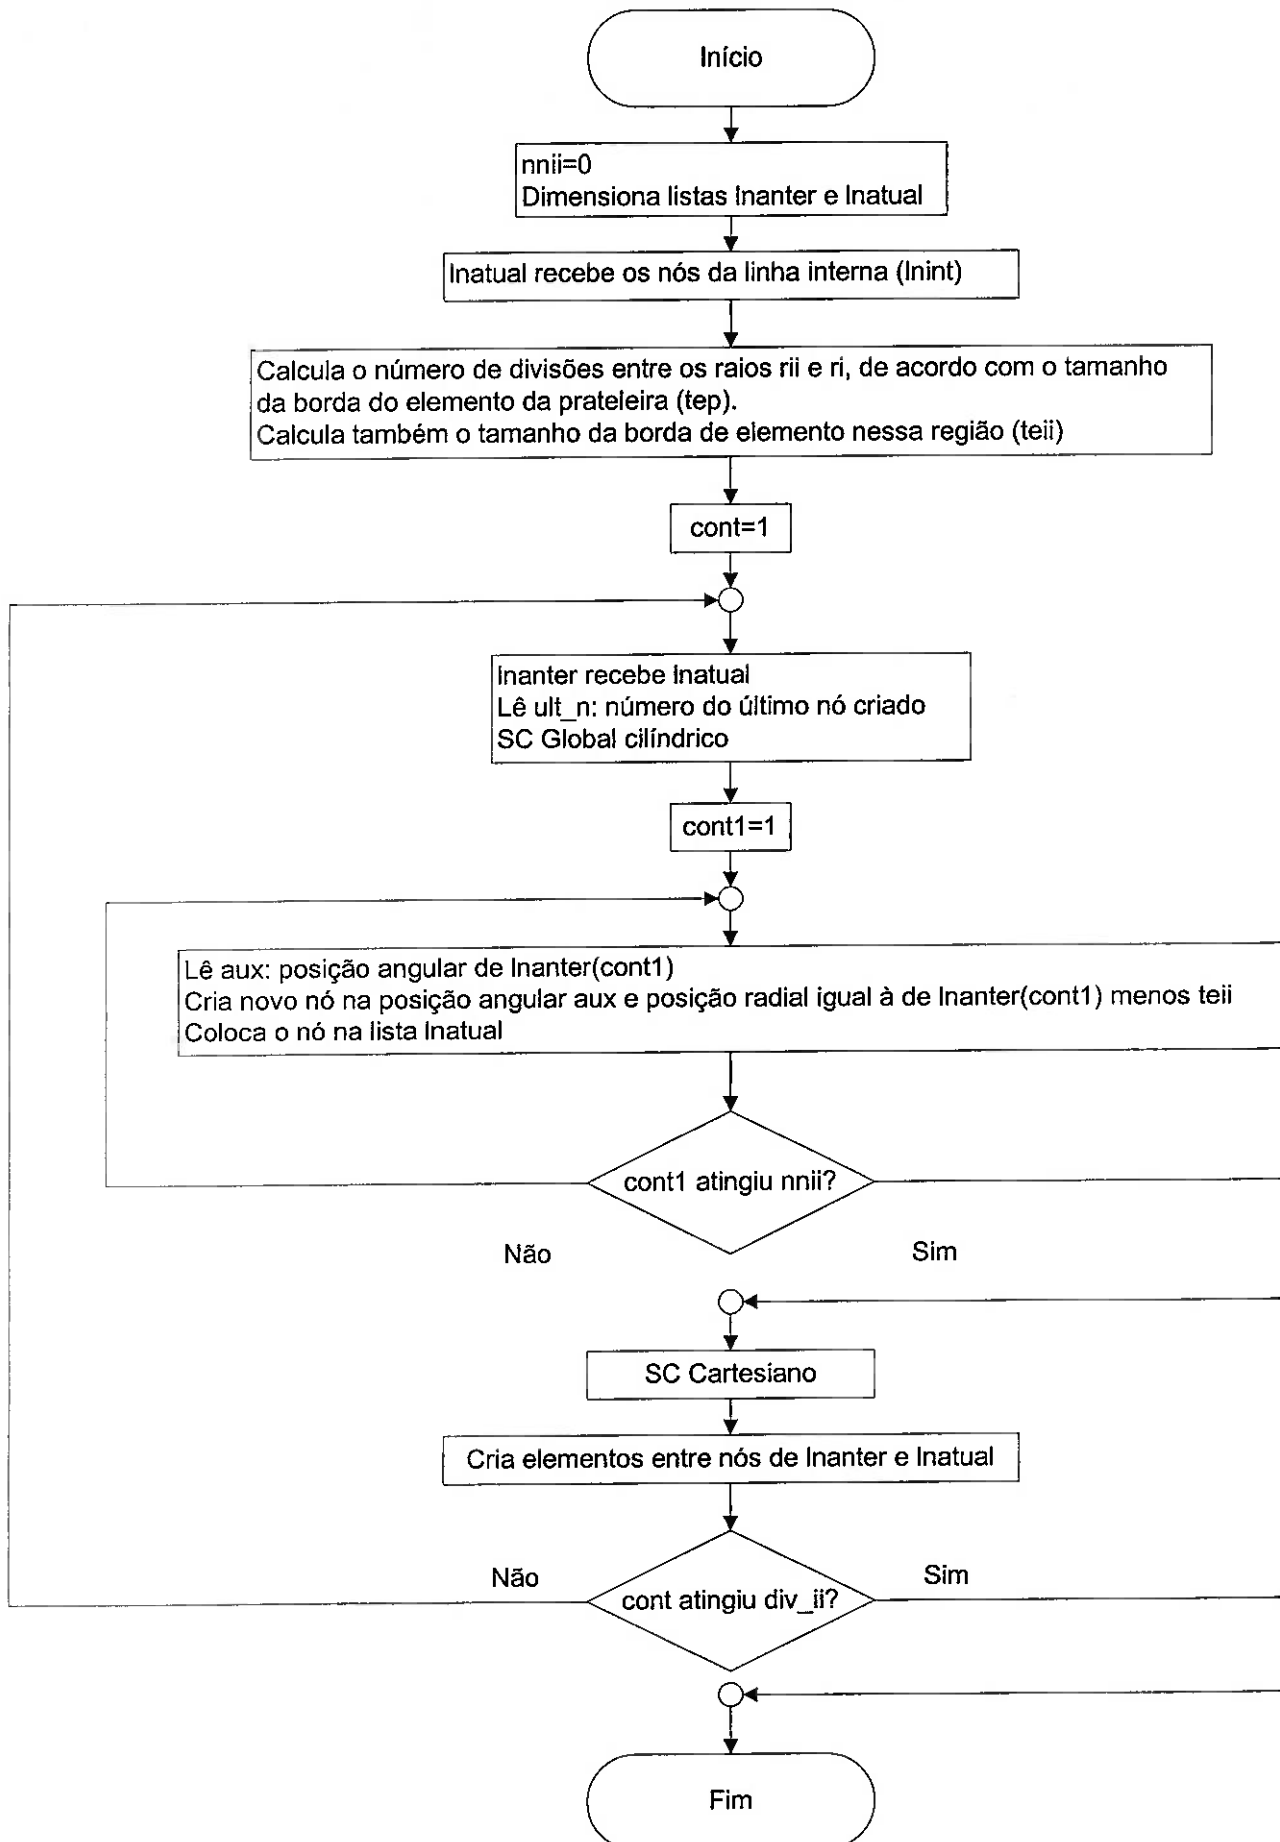 Início
nnii=0
Dimensiona listas lnanter e lnatual
lnatual recebe os nós da linha interna (lnint)
Calcula o número de divisões entre os raios rii e ri, de acordo com o tamanho
da borda do elemento da prateleira (tep).
Calcula também o tamanho da borda de elemento nessa região (teii)
cont=1
lnanter recebe lnatual
Lê ult_n: número do último nó criado
SC Global cilíndrico
cont1=1
Lê aux: posição angular de lnanter(cont1)
Cria novo nó na posição angular aux e posição radial igual à de lnanter(cont1) menos teii
Coloca o nó na lista lnatual
cont1 atingiu nnii?
Não
Sim
SC Cartesiano
Cria elementos entre nós de lnanter e lnatual
Não
Sim
cont atingiu div_ii?
Fim